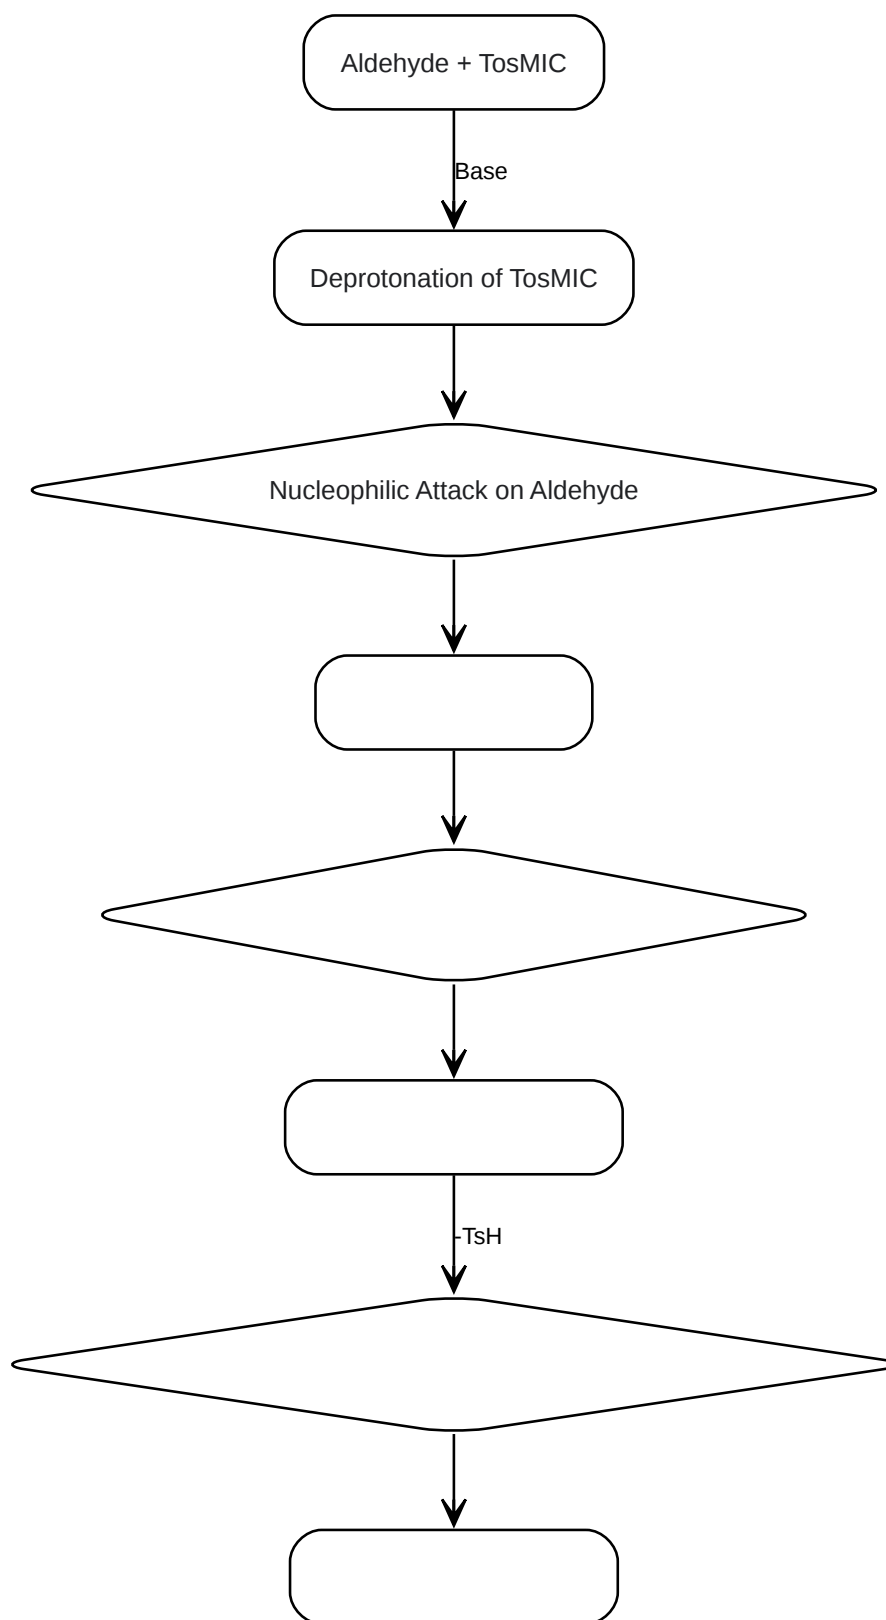 Aldehyde + TosMIC
Base
Deprotonation of TosMIC
Nucleophilic Attack on Aldehyde
-TsH